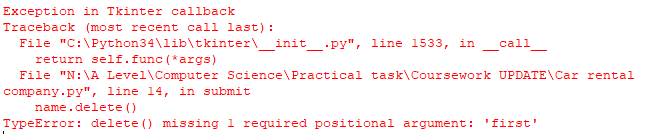 Exception in Tkinter callback
Traceback (most recent call last):
  File "C:\Python34\lib\tkinter\__init__.py", line 1533, in __call__
    return self.func(*args)
  File "N:\A Level\Computer Science\Practical task\Coursework UPDATE\Car rental
company.py", line 14, in submit
    name.delete()
TypeError: delete() missing 1 required positional argument: 'first'